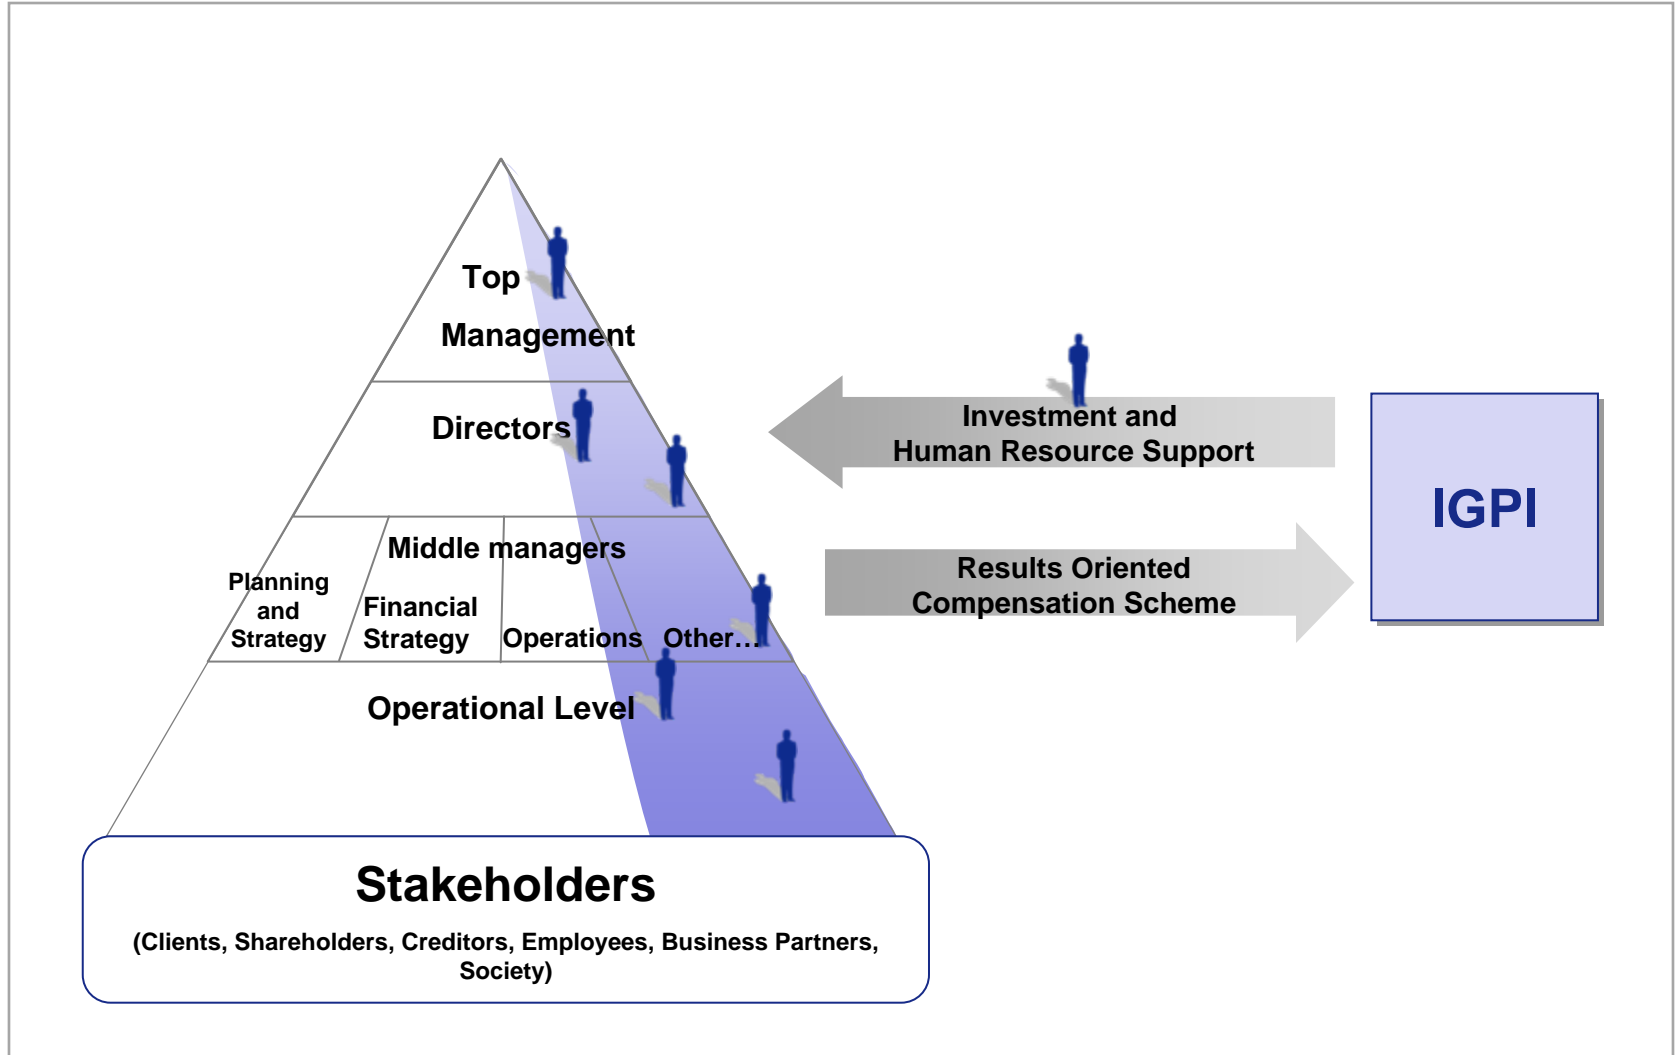 Top
Management
Directors
Investment and
Human Resource Support
IGPI
Middle managers
Planning
and
Strategy
Financial
Strategy
Operations
Other...
Results Oriented
Compensation Scheme
Operational Level
Stakeholders
(Clients, Shareholders, Creditors, Employees, Business Partners,
Society)